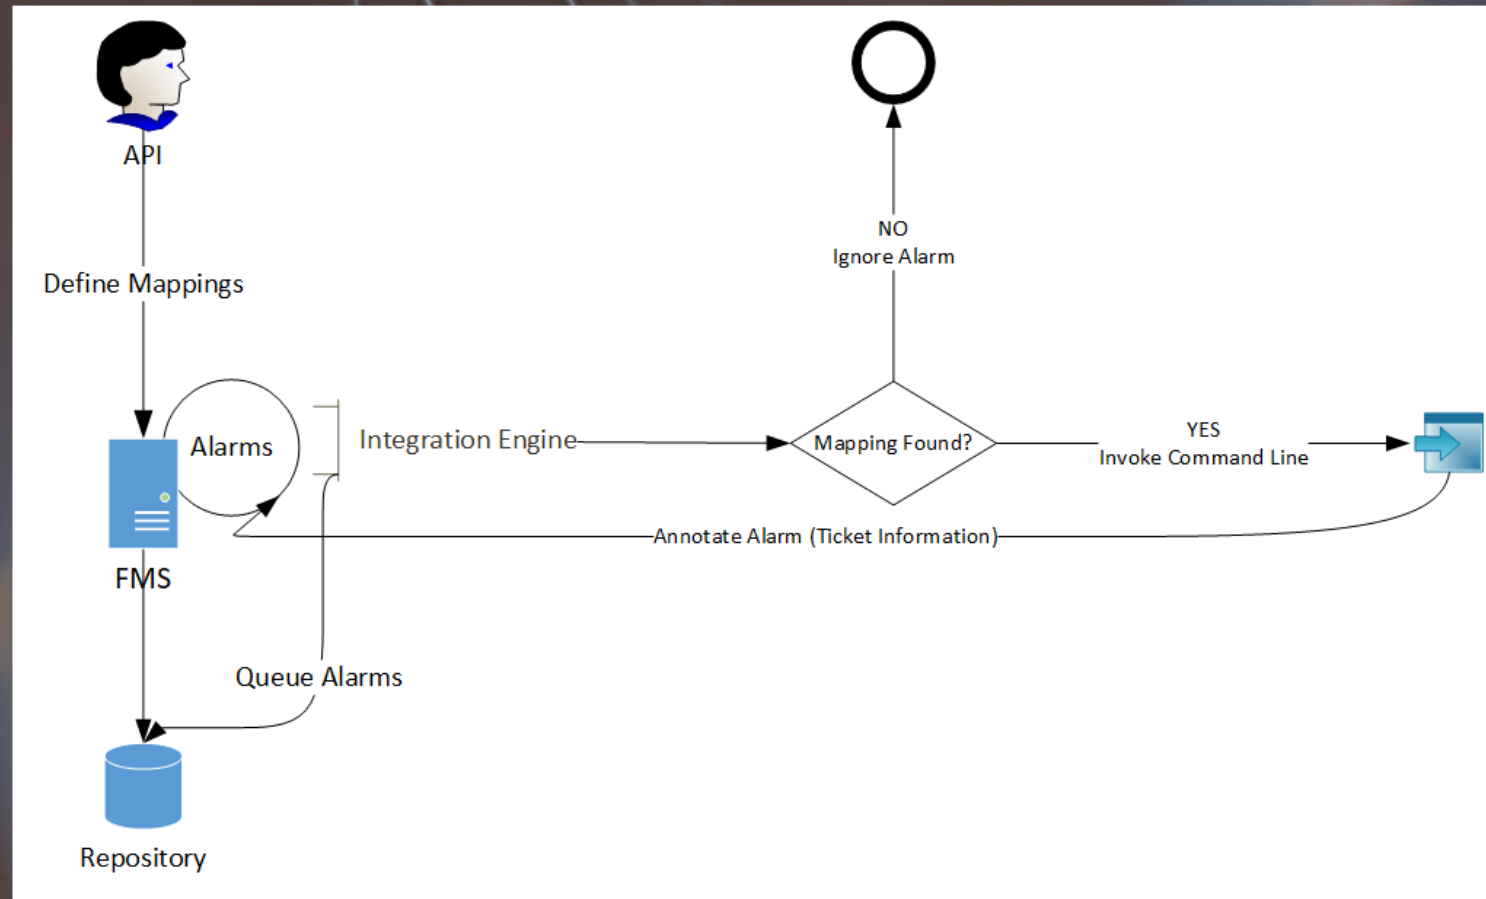 API
Define Mappings
NO
Ignore Alarm
Alarms
Integration Engine
Mapping Found?
YES
Invoke Command Line
Annotate Alarm (Ticket Information)
FMS
Queue Alarms
Repository